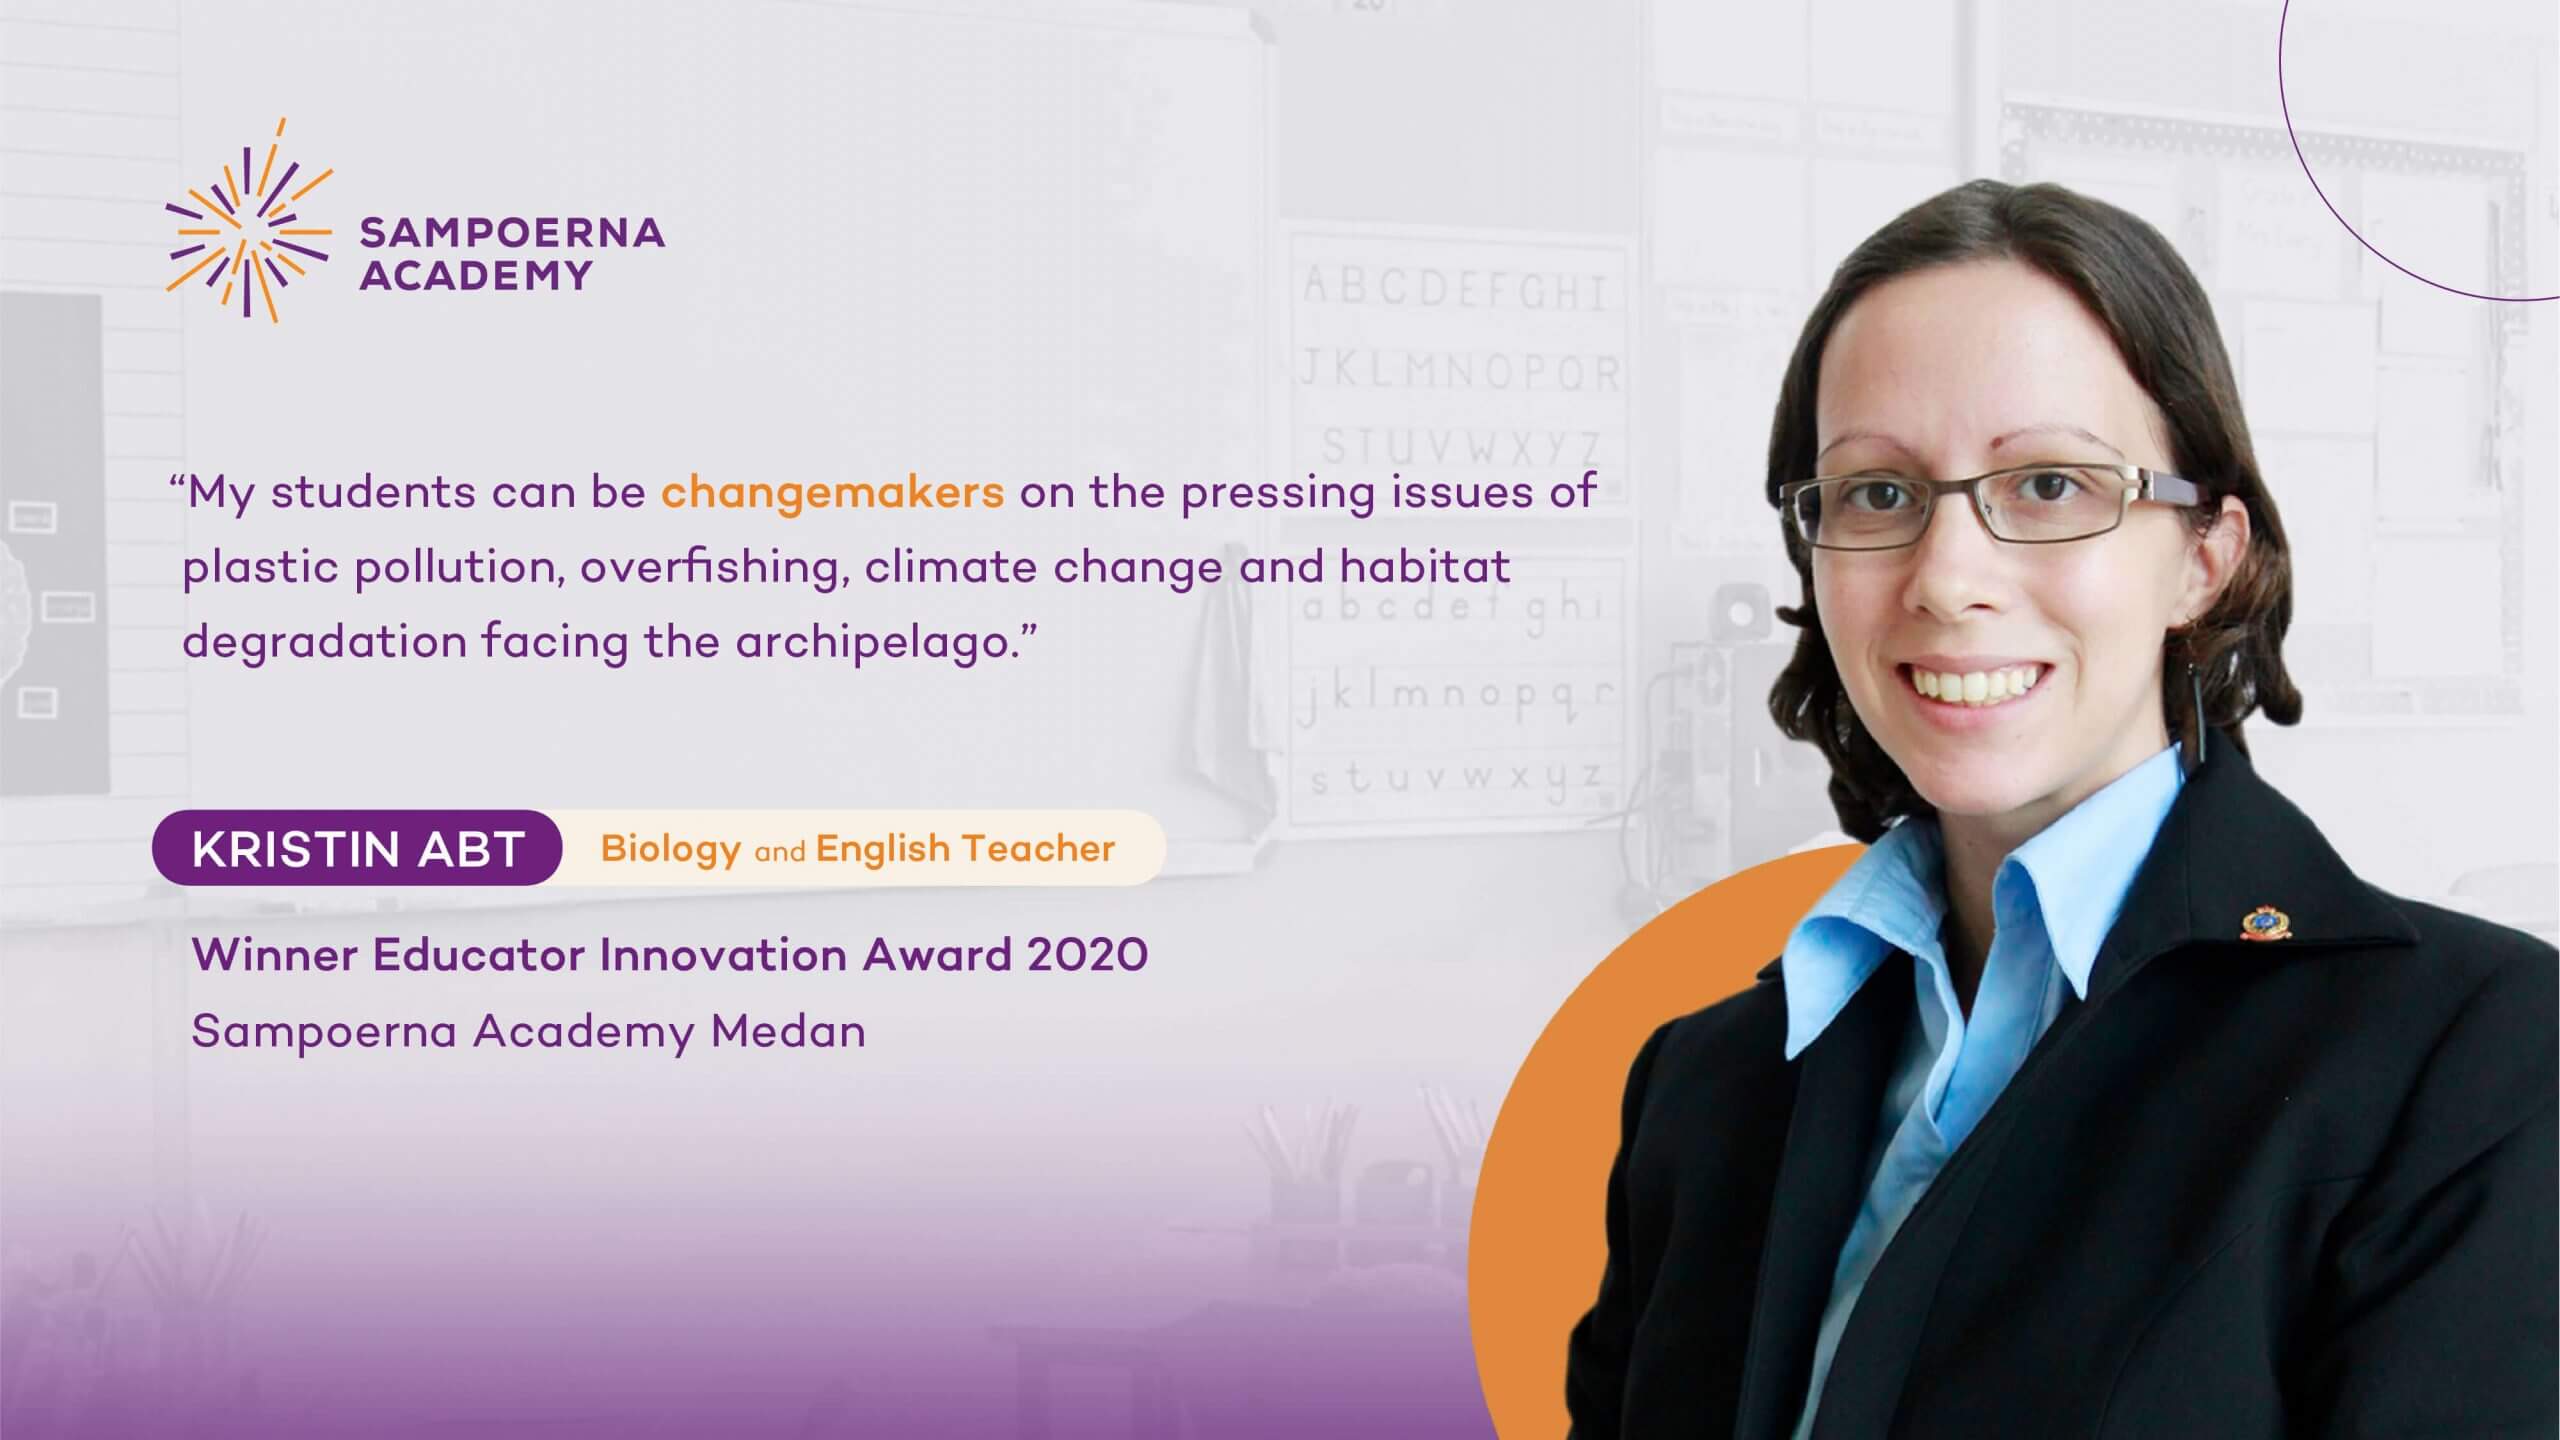 SAMPOERNA
ACADEMY
ABCDEFGHI
JKLMNOPQR
STUVWXYZ
“My students can be changemakers on the pressing issues of
plastic pollution, overfishing, climate change and habitat
degradation facing the archipelago.”
abcdefghi
jklmnopqr
stuvwxyz
KRISTIN ABT
Biology and English Teacher
Winner Educator Innovation Award 2020
Sampoerna Academy Medan